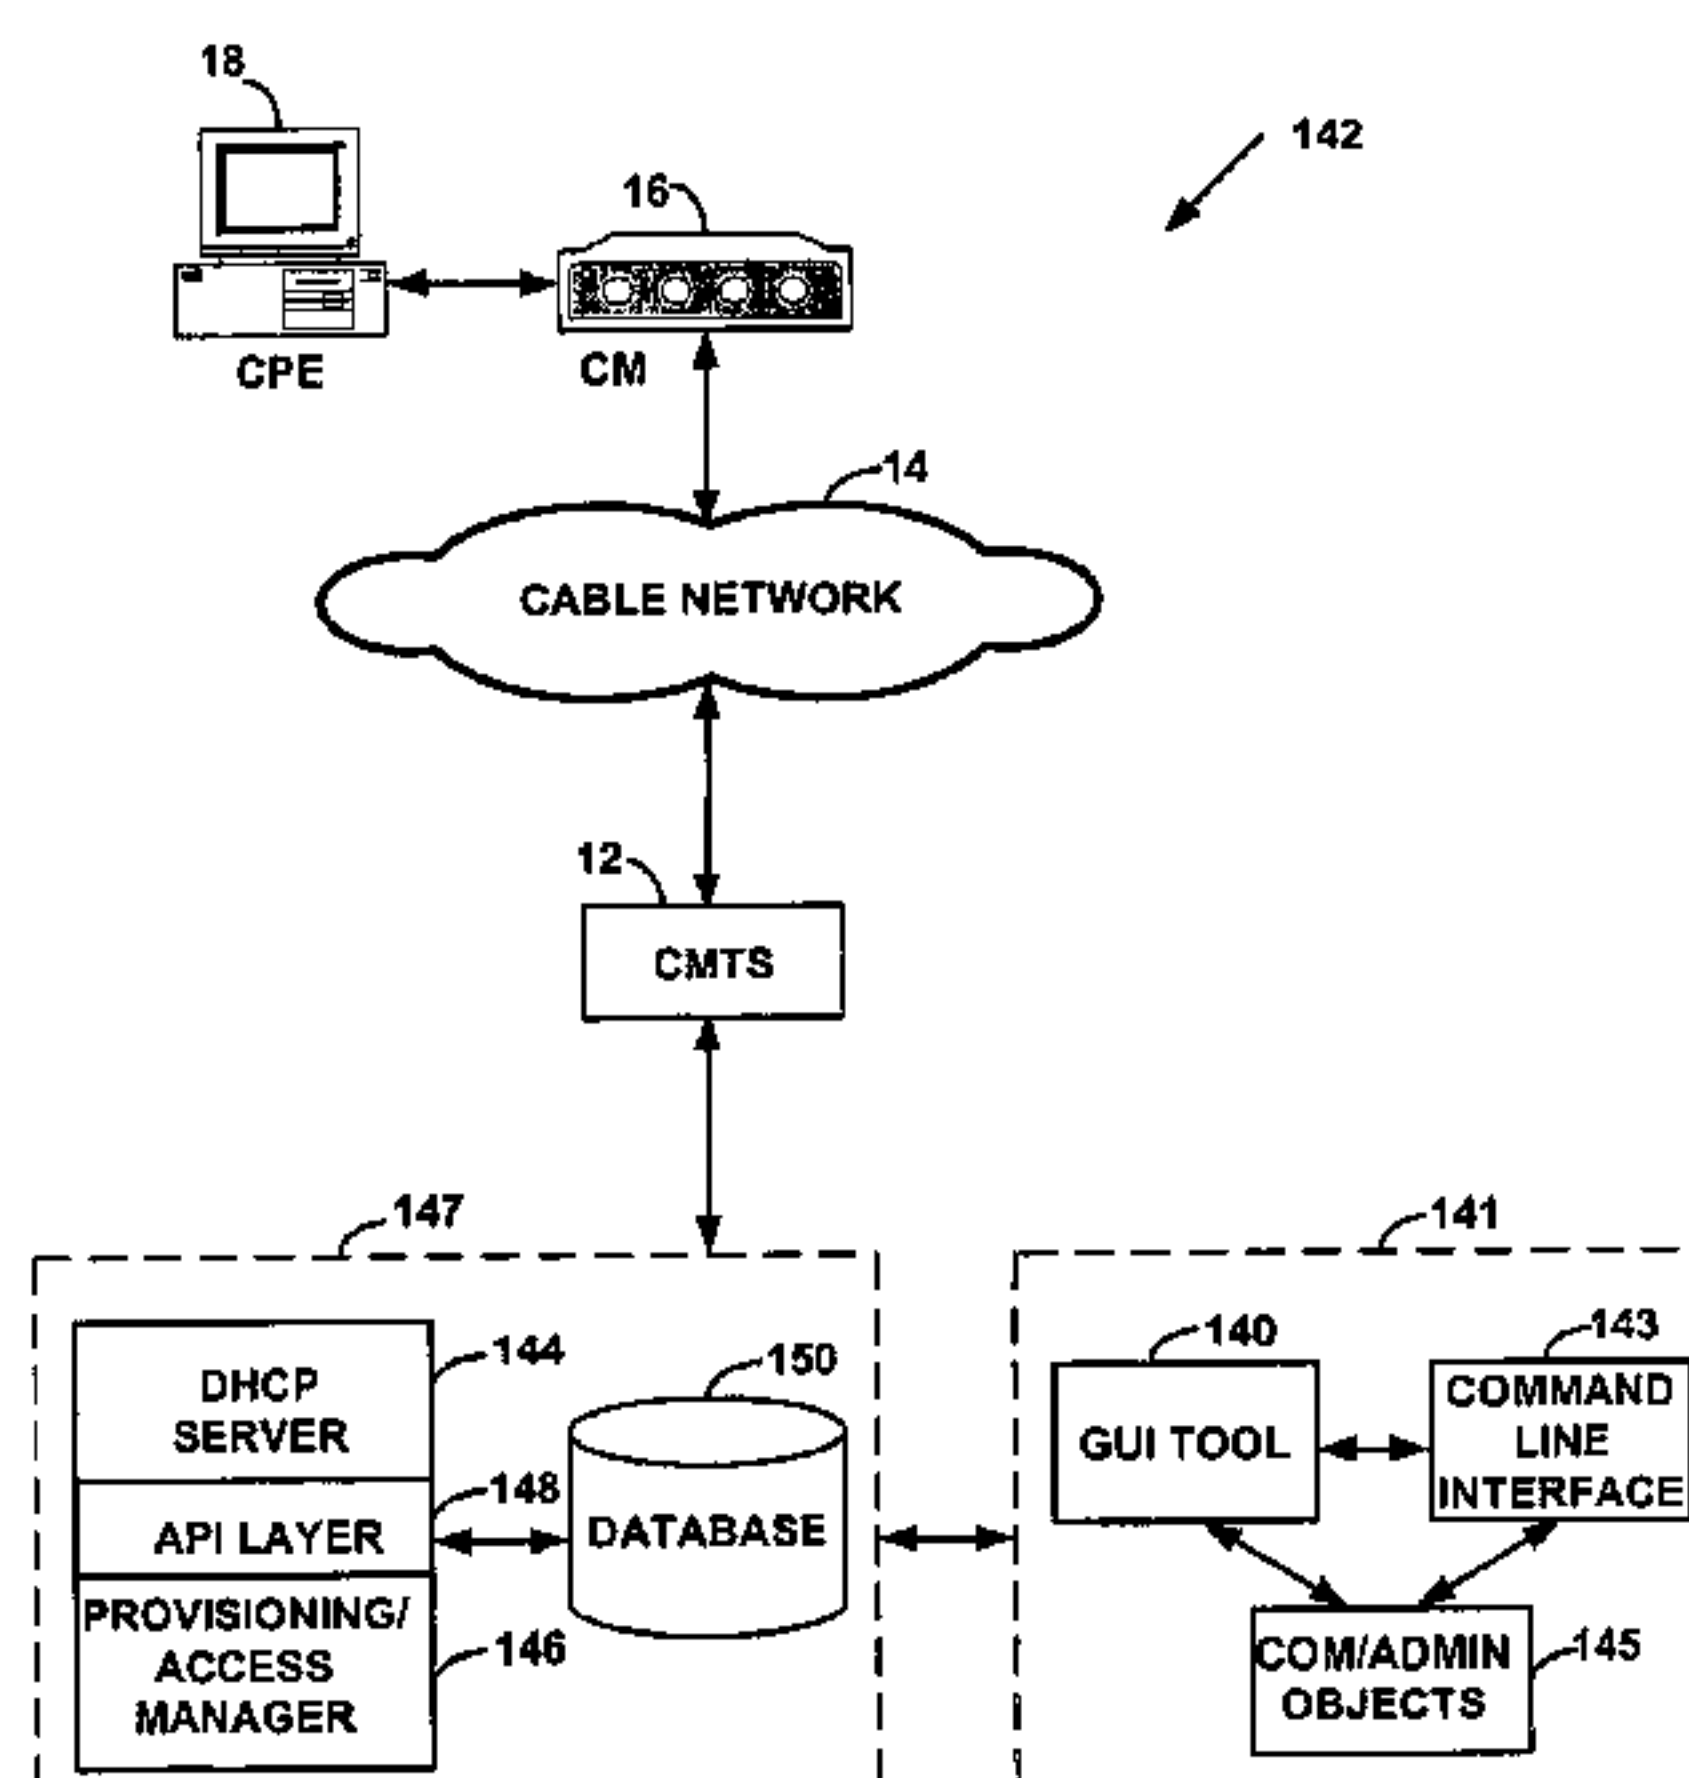 18
142
16
CPE
CM
14
CABLE NETWORK
12
CMTS
147
141
144
DHCP
SERVER
148
API LAYER
PROVISIONING/
ACCESS
MANAGER
146
150
DATABASE
140
GUI TOOL
143
COMMAND
LINE
INTERFACE
COM/ADMIN
OBJECTS
145